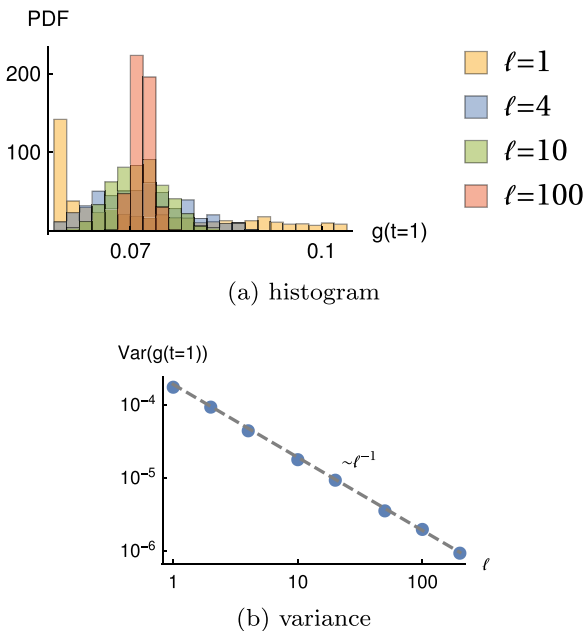 PDF
200
100
0.07
0.1
g(t=1)
ℓ=1
ℓ=4
ℓ=10
ℓ=100
(a) histogram
Var(g(t=1))
10⁻⁴
10⁻⁵
10⁻⁶
~ℓ⁻¹
1
10
100
ℓ
(b) variance